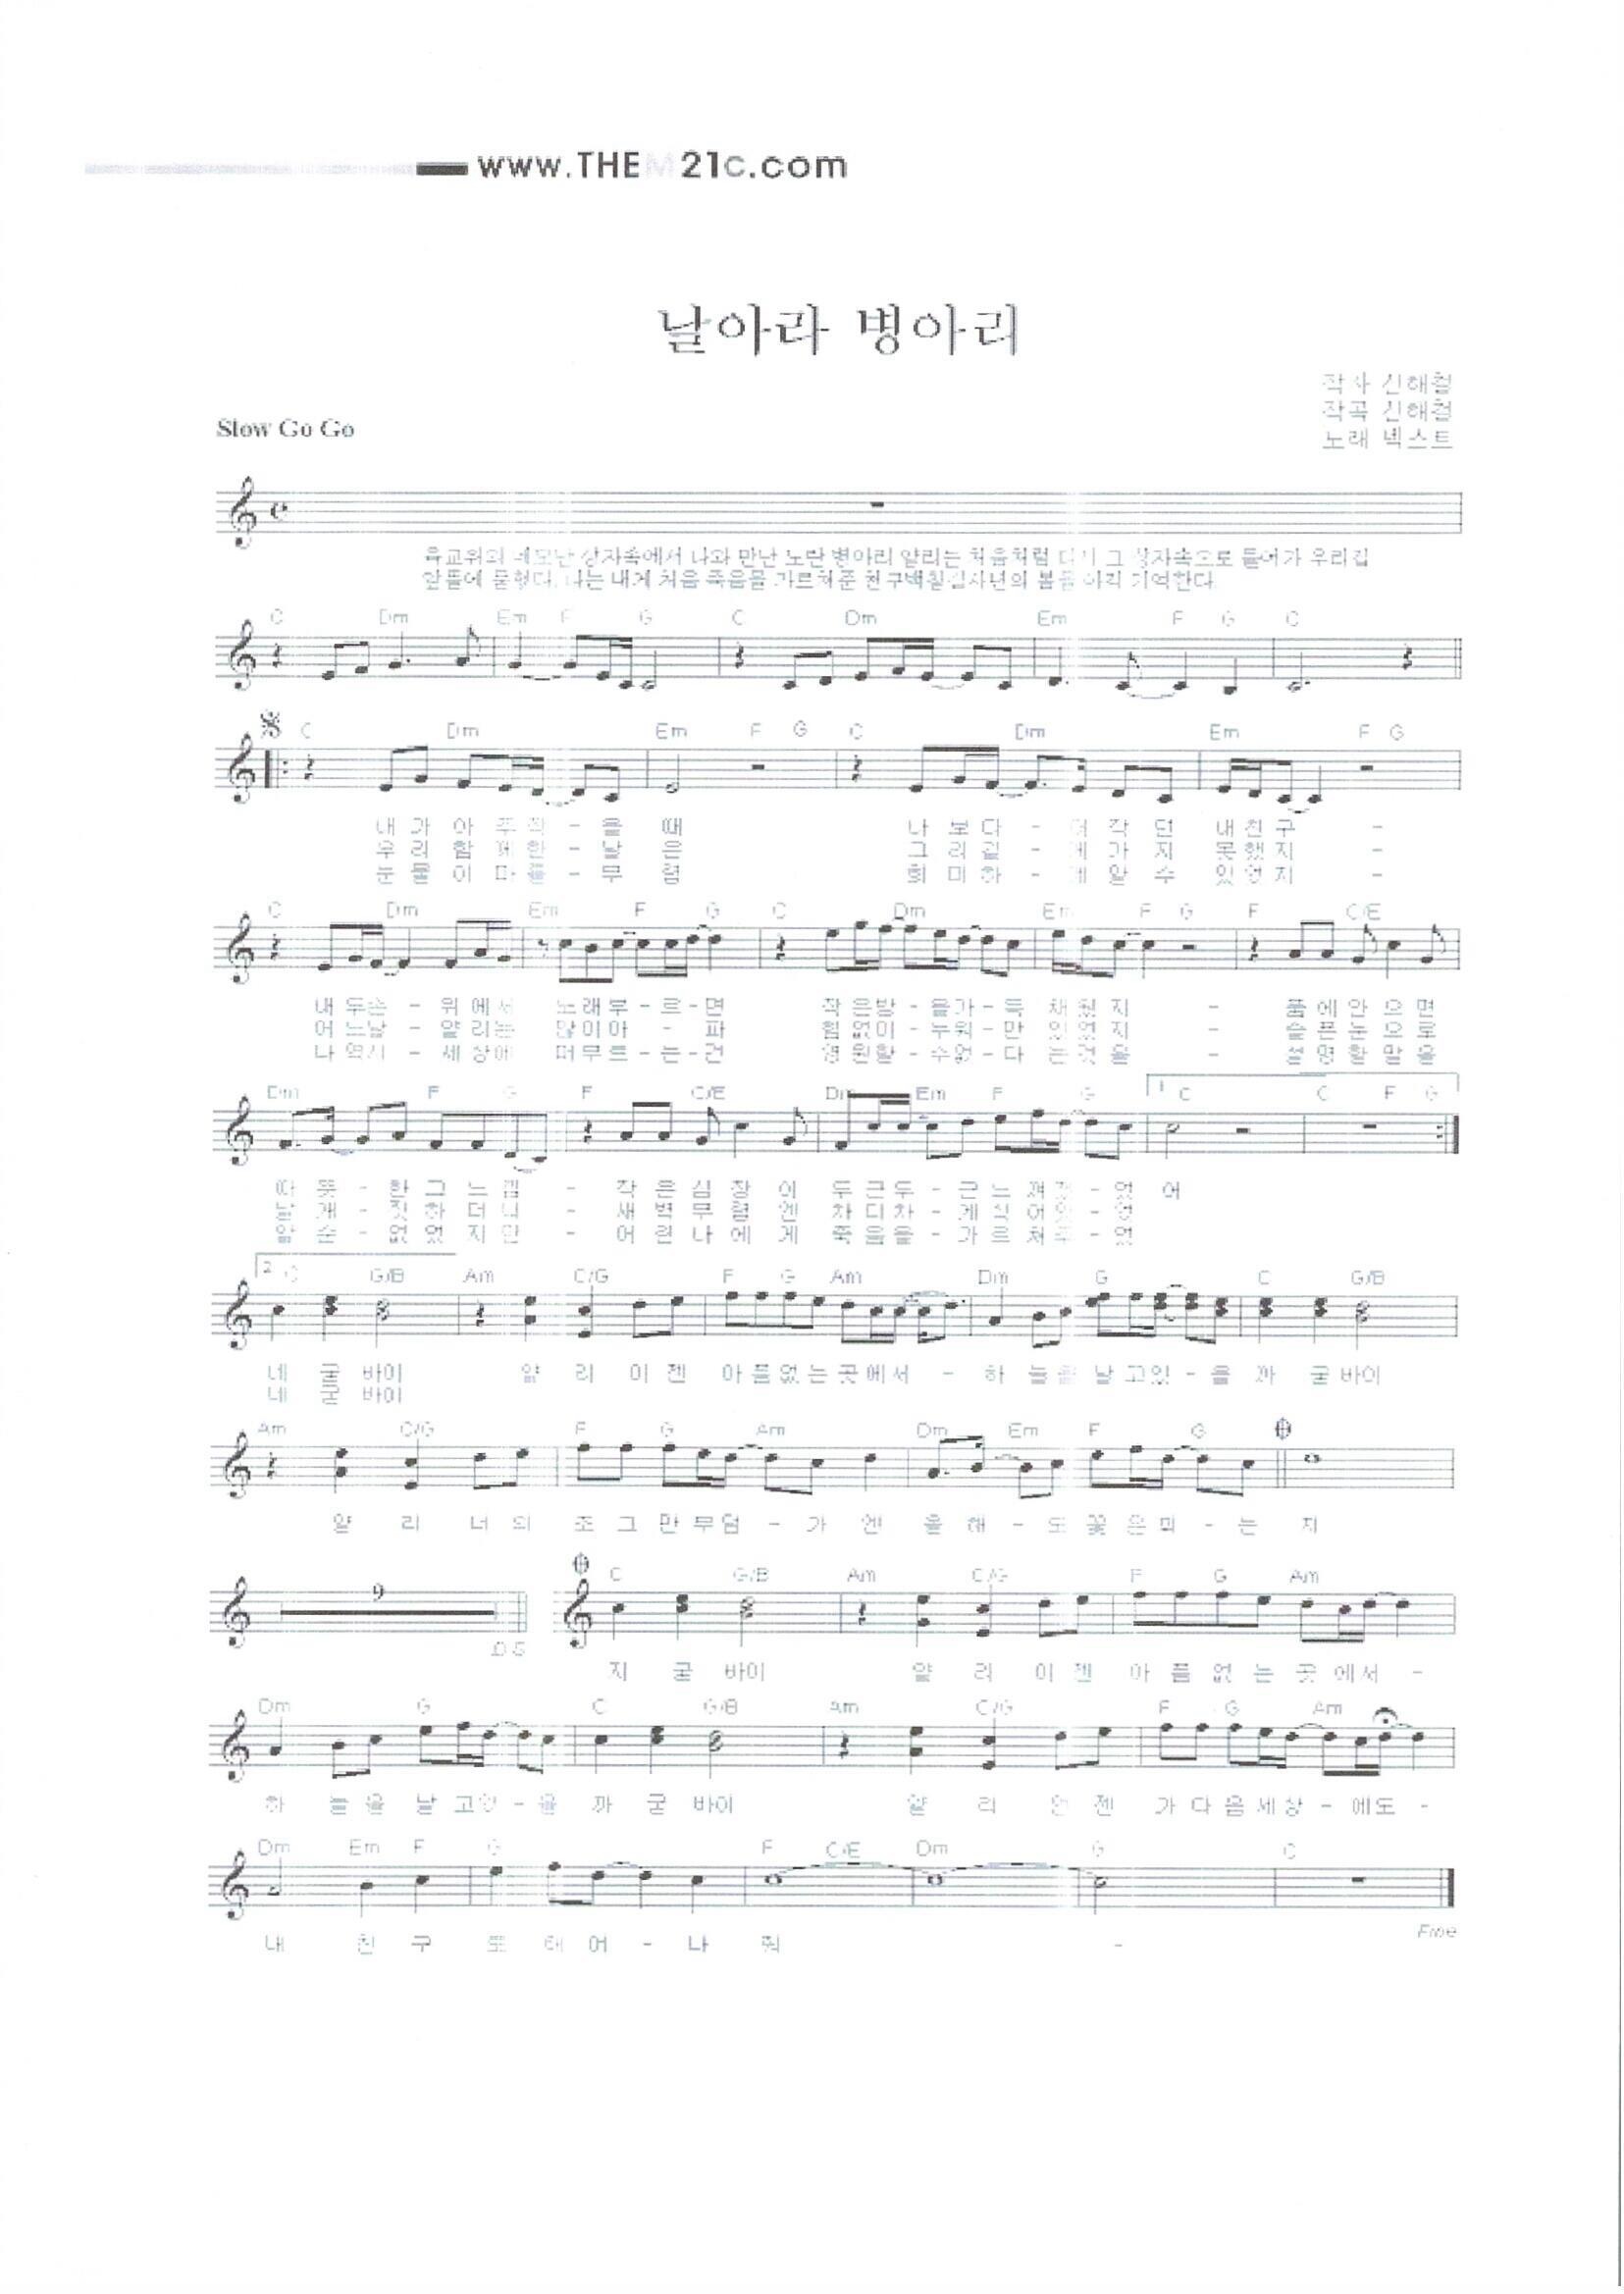 www.THEM21c.com
날아라 병아리
작사 신해철
작곡 신해철
노래 넥스트
Slow Go Go
육교위의 네모난 상자속에서 나와 만난 노란 병아리 얄리는 처음처럼 다시 그 상자속으로 들어가 우리집
앞뜰에 묻혔다. 나는 내게 처음 죽음을 가르쳐준 천구백칠십사년의 봄을 아직 기억한다.
C Dm Em F G C Dm Em F G C
C Dm Em F G C Dm Em F G
내 가 아 주 작 - 을 때 나 보 다 - 더 작 던 내 친 구 -
우 리 함 께 한 - 날 은 그 리 길 - 게 가 지 못 했 지 -
눈 물 이 마 를 - 무 렵 희 미 하 - 게 알 수 있 었 지 -
C Dm Em F G C Dm Em F G F C/E
내 두 손 - 위 에 서 노 래 부 - 르 - 면 작 은 방 - 을 가 - 득 채 웠 지 - 품 에 안 으 면
어 느 날 - 얄 리 는 많 이 아 - 파 힘 없 이 - 누 워 - 만 있 었 지 - 슬 픈 눈 으 로
나 역 시 - 세 상 에 머 무 르 - 는 - 건 영 원 할 - 수 없 - 다 는 것 을 - 설 명 할 말 을
Dm F G F C/E Dm Em F G 1. C C F G
따 뜻 - 한 그 느 낌 - 작 은 심 장 이 두 근 두 - 근 느 껴 졌 - 었 어
날 개 - 짓 하 더 니 - 새 벽 무 렵 엔 차 디 차 - 게 식 어 있 - 었
알 순 - 없 었 지 만 - 어 린 나 에 게 죽 음 을 - 가 르 쳐 주 - 었
2. C G/B Am C/G F G Am Dm G C G/B
네 굳 바이 얄 리 이 젠 아 픔 없 는 곳 에 서 - 하 늘 을 날 고 있 - 을 까 굳 바이
네 굳 바이
Am C/G F G Am Dm Em F G
얄 리 너 의 조 그 만 무 덤 - 가 엔 올 해 - 도 꽃 은 피 - 는 지
9 C G/B Am C/G F G Am
D.S
지 굳 바이 얄 리 이 젠 아 픔 없 는 곳 에 서 -
Dm G C G/B Am C/G F G Am
하 늘 을 날 고 있 - 을 까 굳 바이 얄 리 언 젠 가 다 음 세 상 - 에 도 -
Dm Em F G F C/E Dm G C
내 친 구 로 태 어 - 나 줘 -
Fine